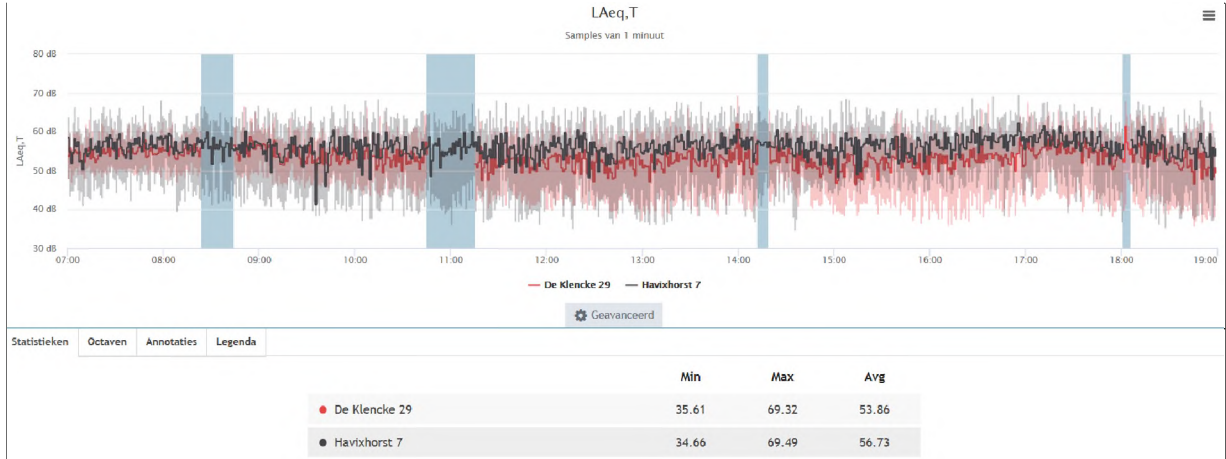 LAeq,T
Samples van 1 minuut
80 dB
70 dB
60 dB
50 dB
40 dB
30 dB
LAeq,T
07:00 08:00 09:00 10:00 11:00 12:00 13:00 14:00 15:00 16:00 17:00 18:00 19:00
De Klencke 29 Havixhorst 7
Geavanceerd
Statistieken Octaven Annotaties Legenda
Min Max Avg
De Klencke 29 35.61 69.32 53.86
Havixhorst 7 34.66 69.49 56.73